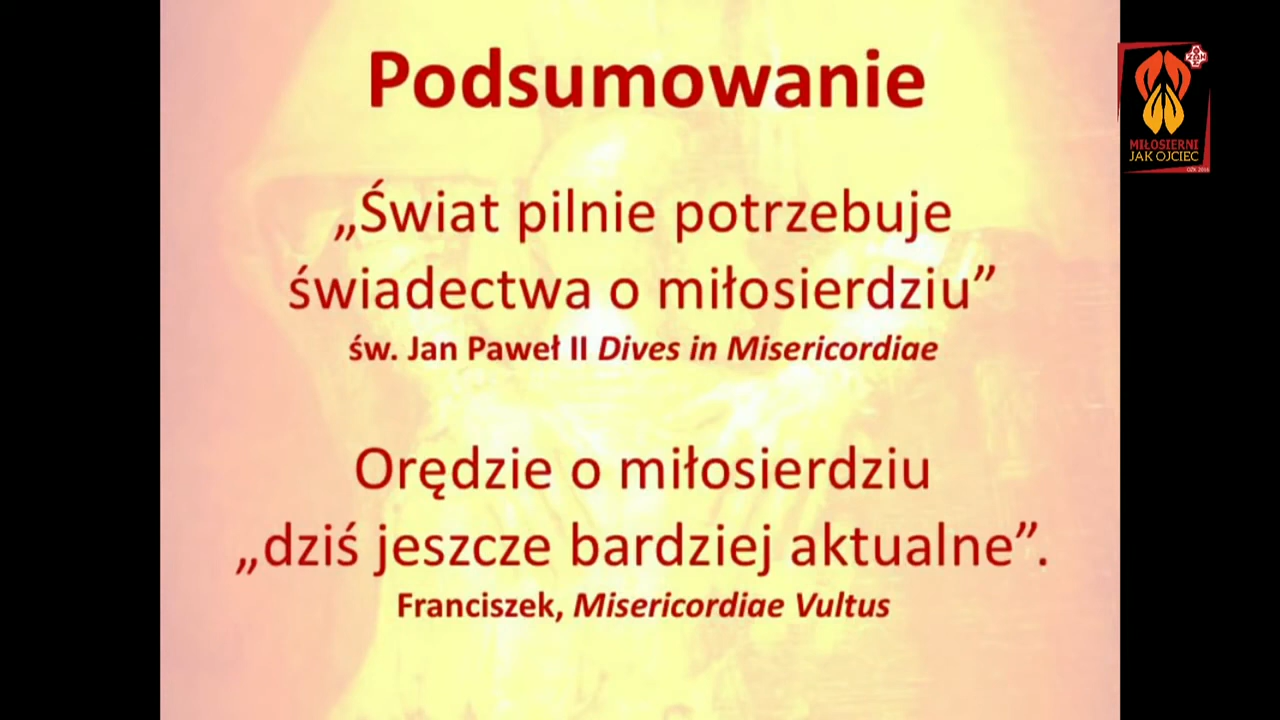 Podsumowanie
„Świat pilnie potrzebuje
świadectwa o miłosierdziu”
św. Jan Paweł II Dives in Misericordiae
Orędzie o miłosierdziu
„dziś jeszcze bardziej aktualne”.
Franciszek, Misericordiae Vultus
MIŁOSIERNI
JAK OJCIEC